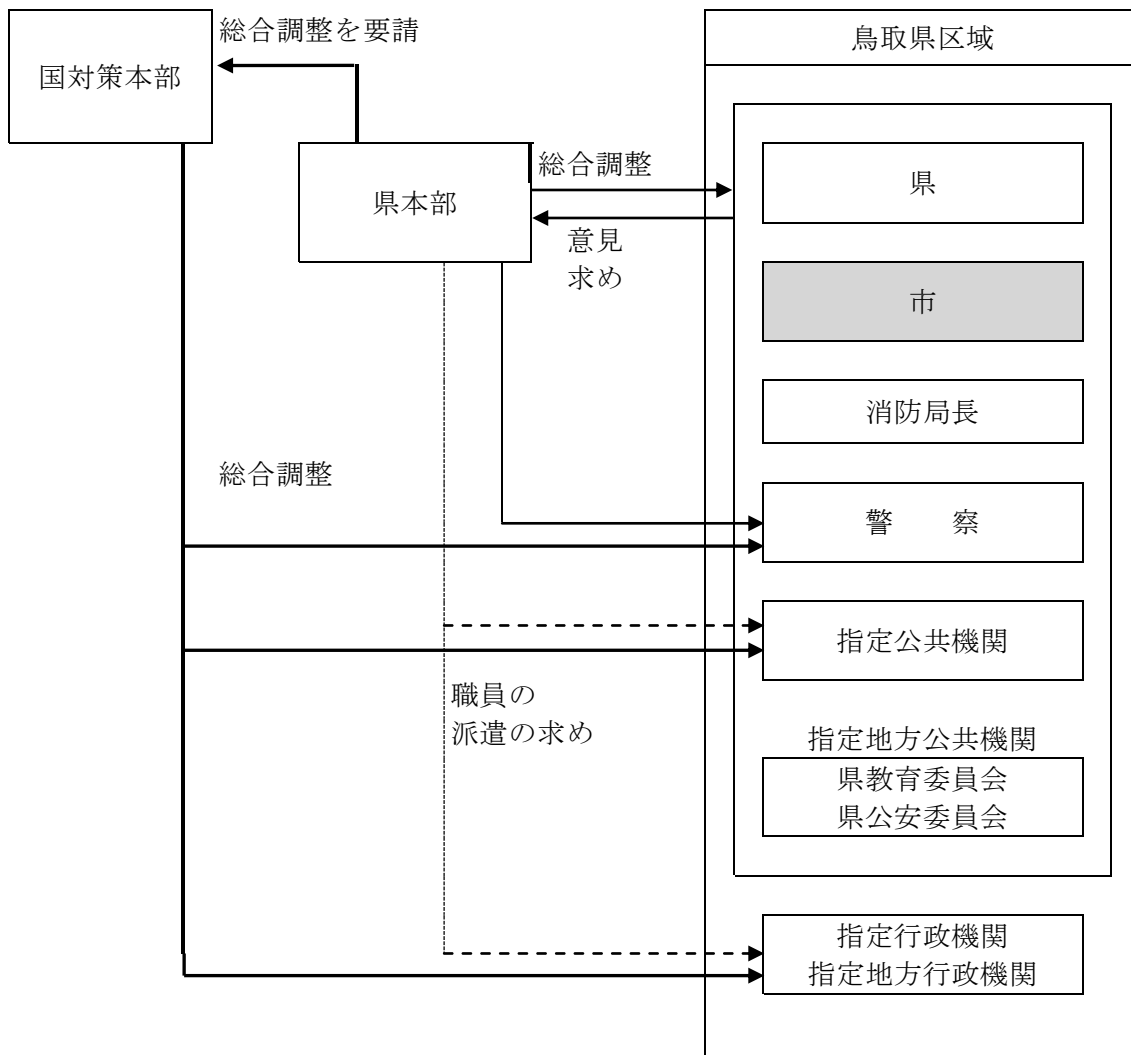 総合調整を要請
鳥取県区域
国対策本部
総合調整
県
県本部
意見
求め
市
消防局長
総合調整
警　　察
指定公共機関
職員の
派遣の求め
指定地方公共機関
県教育委員会
県公安委員会
指定行政機関
指定地方行政機関